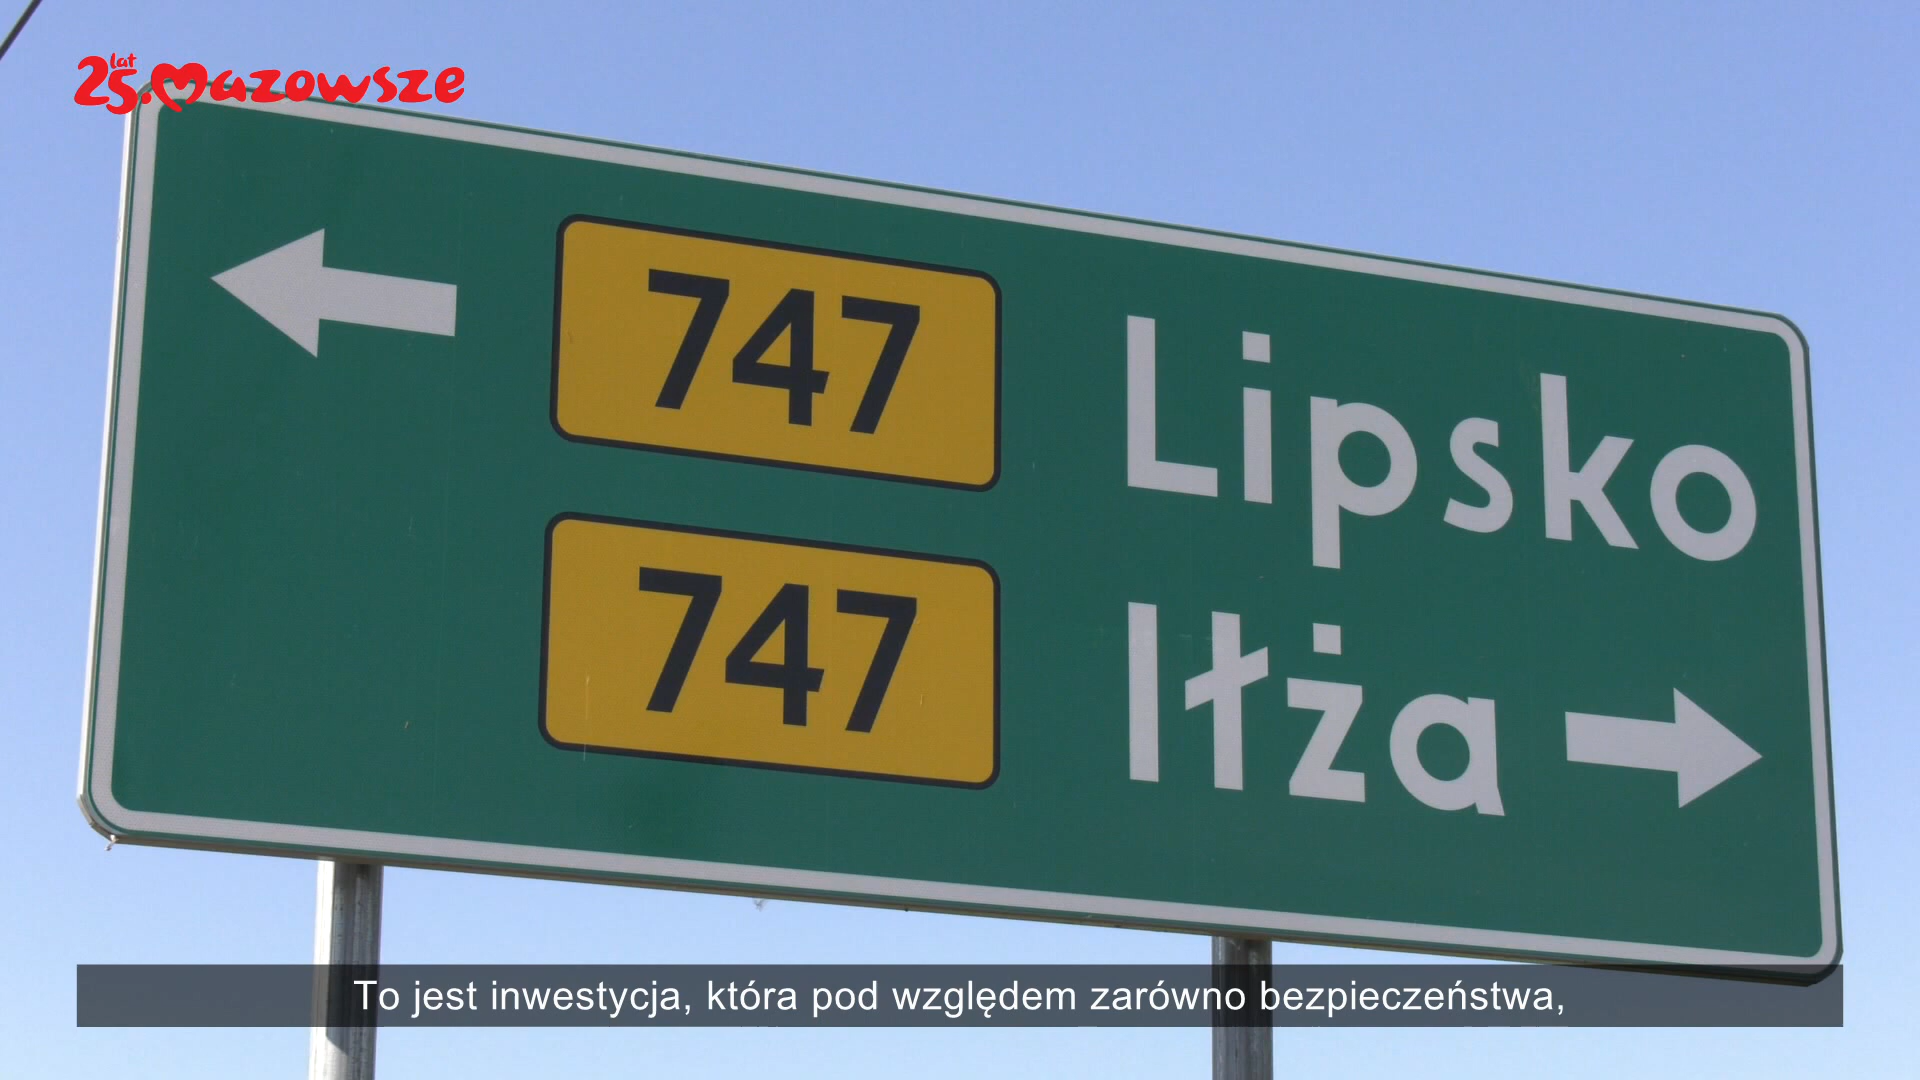 25 lat Mazowsze
747 Lipsko
747 Iłża
To jest inwestycja, która pod względem zarówno bezpieczeństwa,